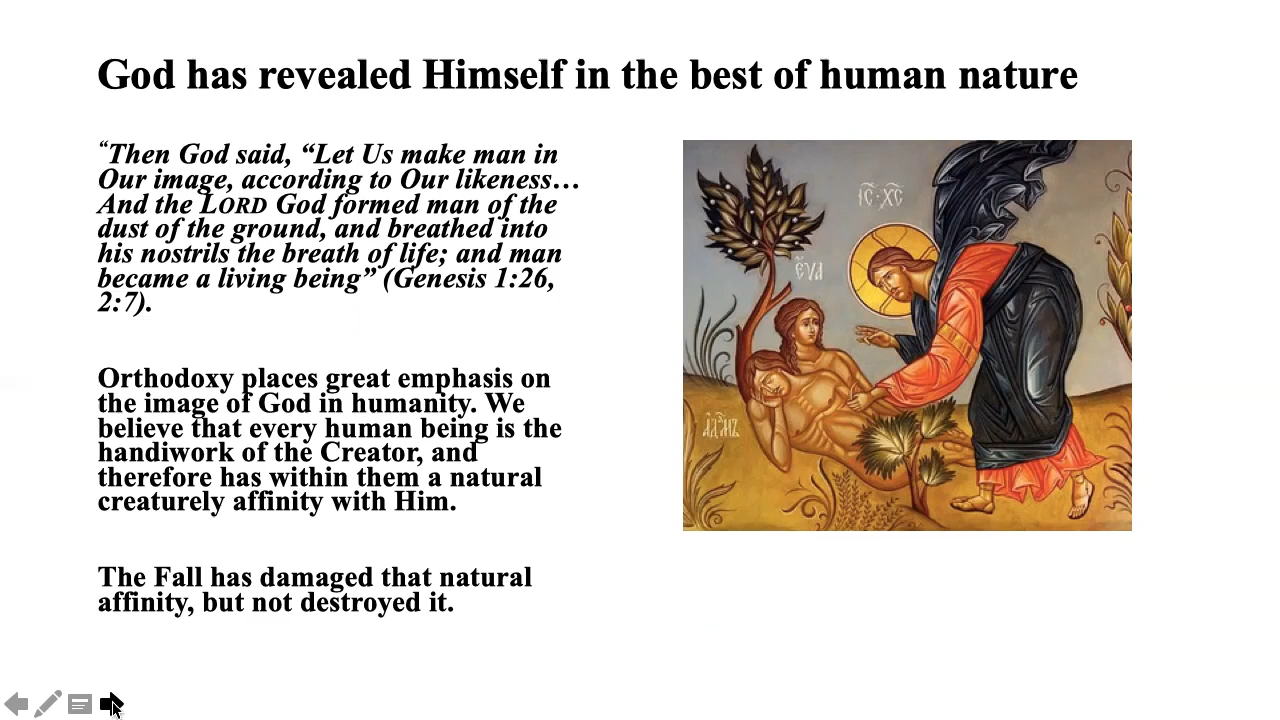 God has revealed Himself in the best of human nature
“Then God said, “Let Us make man in
Our image, according to Our likeness…
And the LORD God formed man of the
dust of the ground, and breathed into
his nostrils the breath of life; and man
became a living being” (Genesis 1:26,
2:7).
Orthodoxy places great emphasis on
the image of God in humanity. We
believe that every human being is the
handiwork of the Creator, and
therefore has within them a natural
creaturely affinity with Him.
The Fall has damaged that natural
affinity, but not destroyed it.
І҃С Х҃С
ЕѴА
АДАМЪ